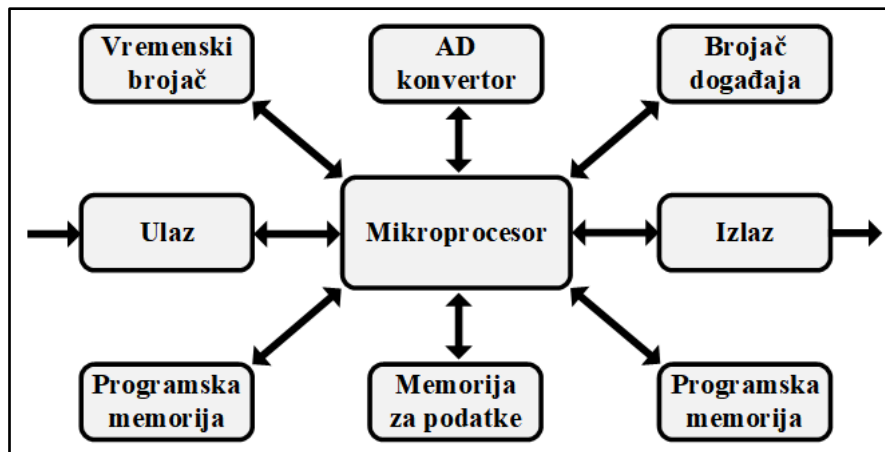 Vremenski
brojač
AD
konvertor
Brojač
događaja
Ulaz
Mikroprocesor
Izlaz
Programska
memorija
Memorija
za podatke
Programska
memorija